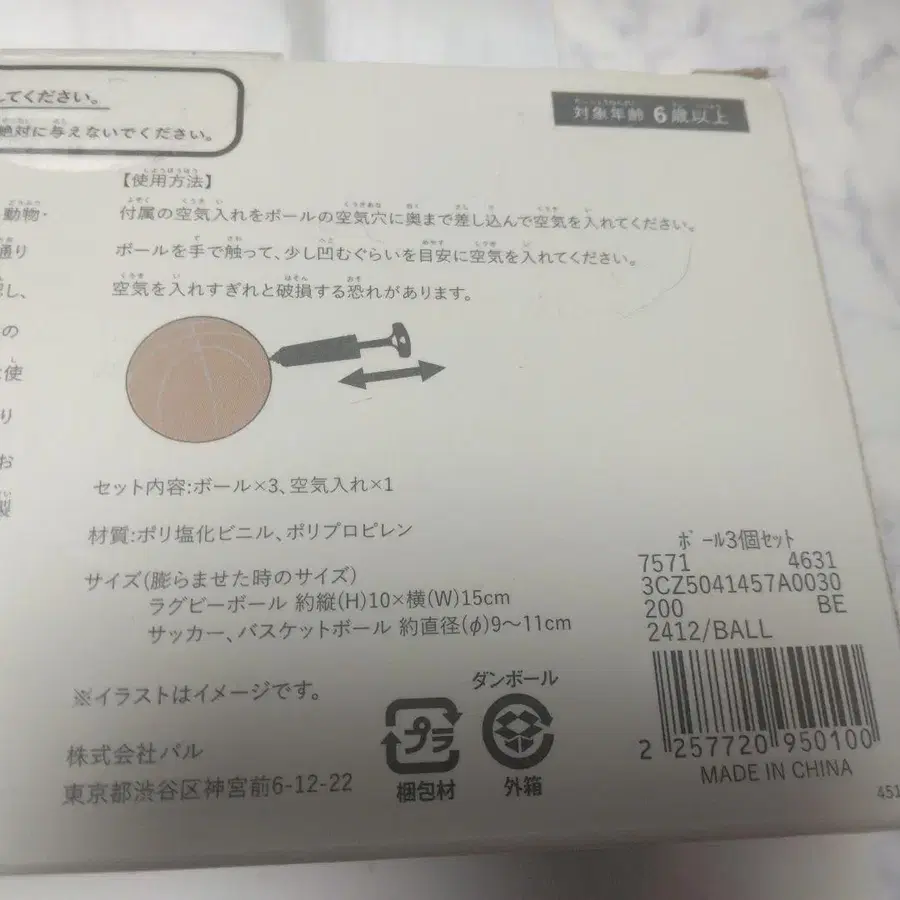 してください。
絶対に与えないでください。
対象年齢 6歳以上
【使用方法】
動物・
付属の空気入れをボールの空気穴に奥まで差し込んで空気を入れてください。
通り
ボールを手で触って、少し凹むぐらいを目安に空気を入れてください。
空気を入れすぎれと破損する恐れがあります。
の
使
り
お
製
セット内容:ボール×3、空気入れ×1
材質:ポリ塩化ビニル、ポリプロピレン
サイズ(膨らませた時のサイズ)
ラグビーボール 約縦(H)10×横(W)15cm
サッカー、バスケットボール 約直径(φ)9〜11cm
※イラストはイメージです。
株式会社パル
東京都渋谷区神宮前6-12-22
プラ
梱包材
ダンボール
外箱
ボール3個セット
7571 4631
3CZ5041457A0030
200 BE
2412/BALL
2 257720 950100
MADE IN CHINA
451